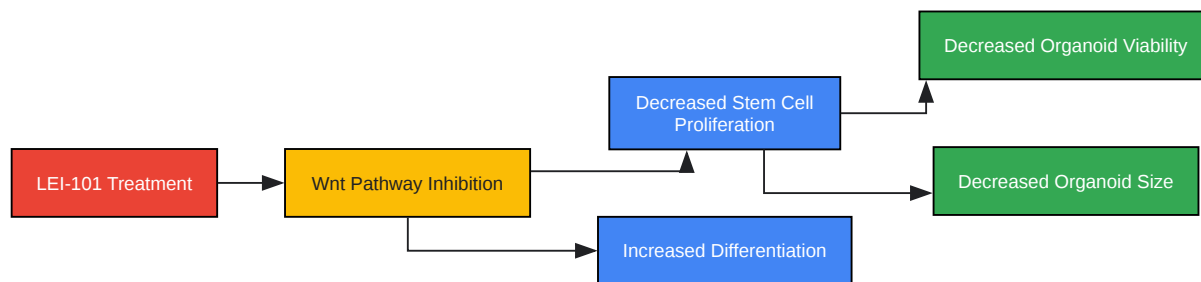 LEI-101 Treatment
Wnt Pathway Inhibition
Decreased Stem Cell
Proliferation
Increased Differentiation
Decreased Organoid Viability
Decreased Organoid Size